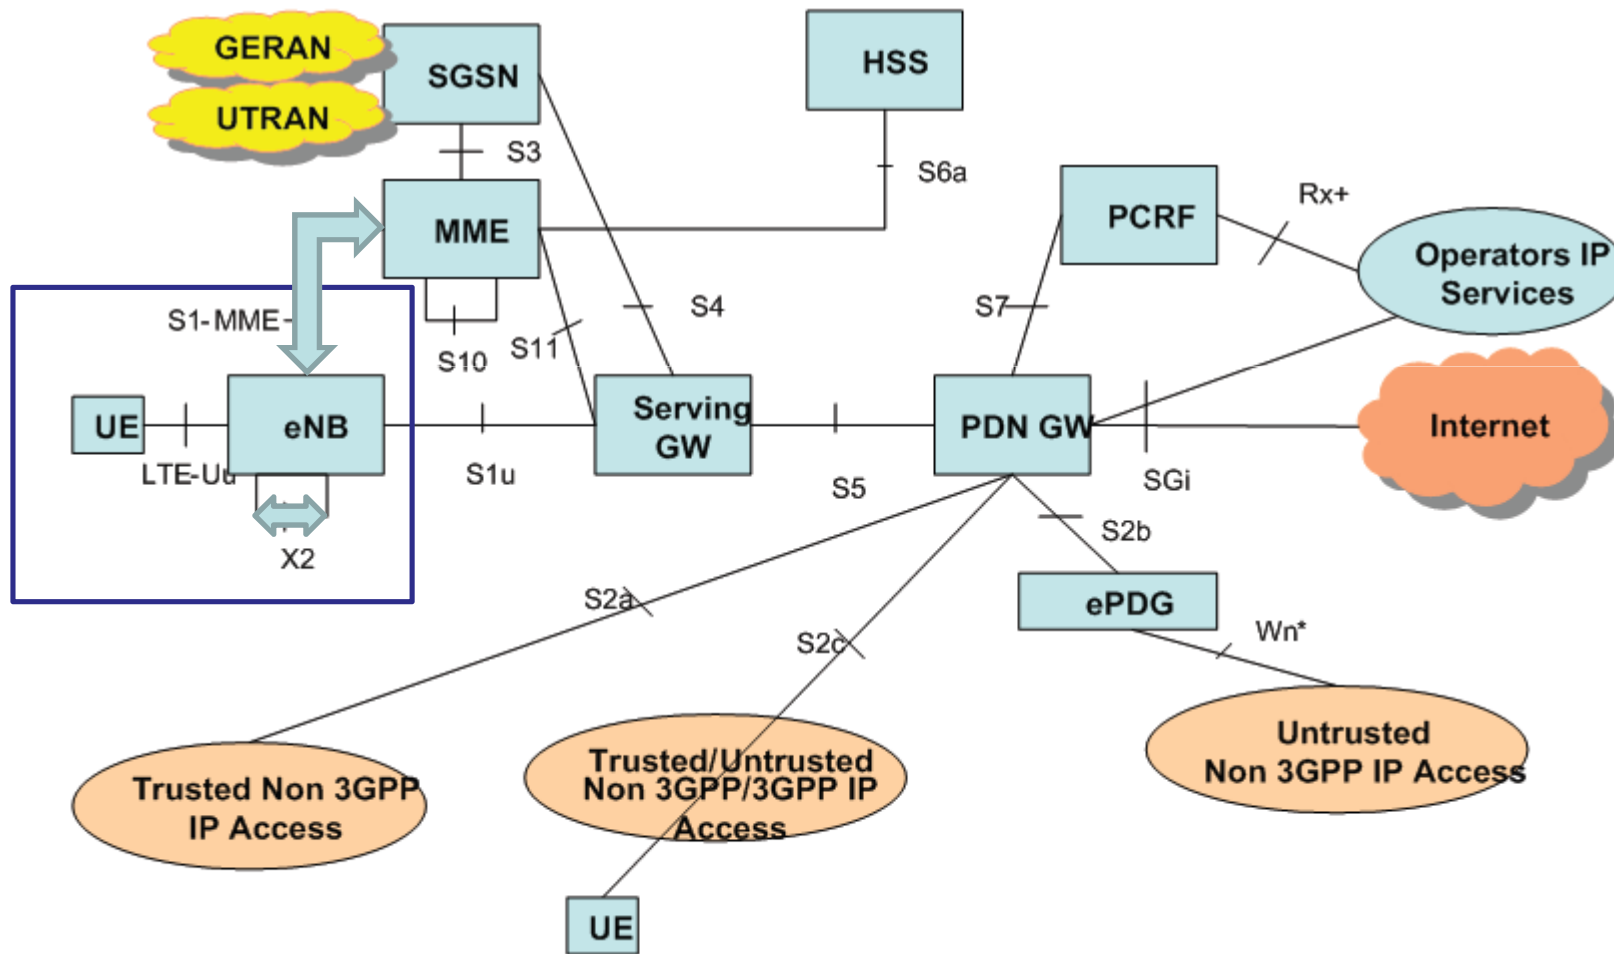 GERAN
UTRAN
SGSN
HSS
S3
S6a
MME
PCRF
Rx+
Operators IP
Services
S1-MME
S10
S11
S4
S7
UE
eNB
Serving
GW
PDN GW
Internet
LTE-Uu
S1u
S5
SGi
X2
S2b
S2a
ePDG
S2c
Wn*
Trusted Non 3GPP
IP Access
Trusted/Untrusted
Non 3GPP/3GPP IP
Access
Untrusted
Non 3GPP IP Access
UE